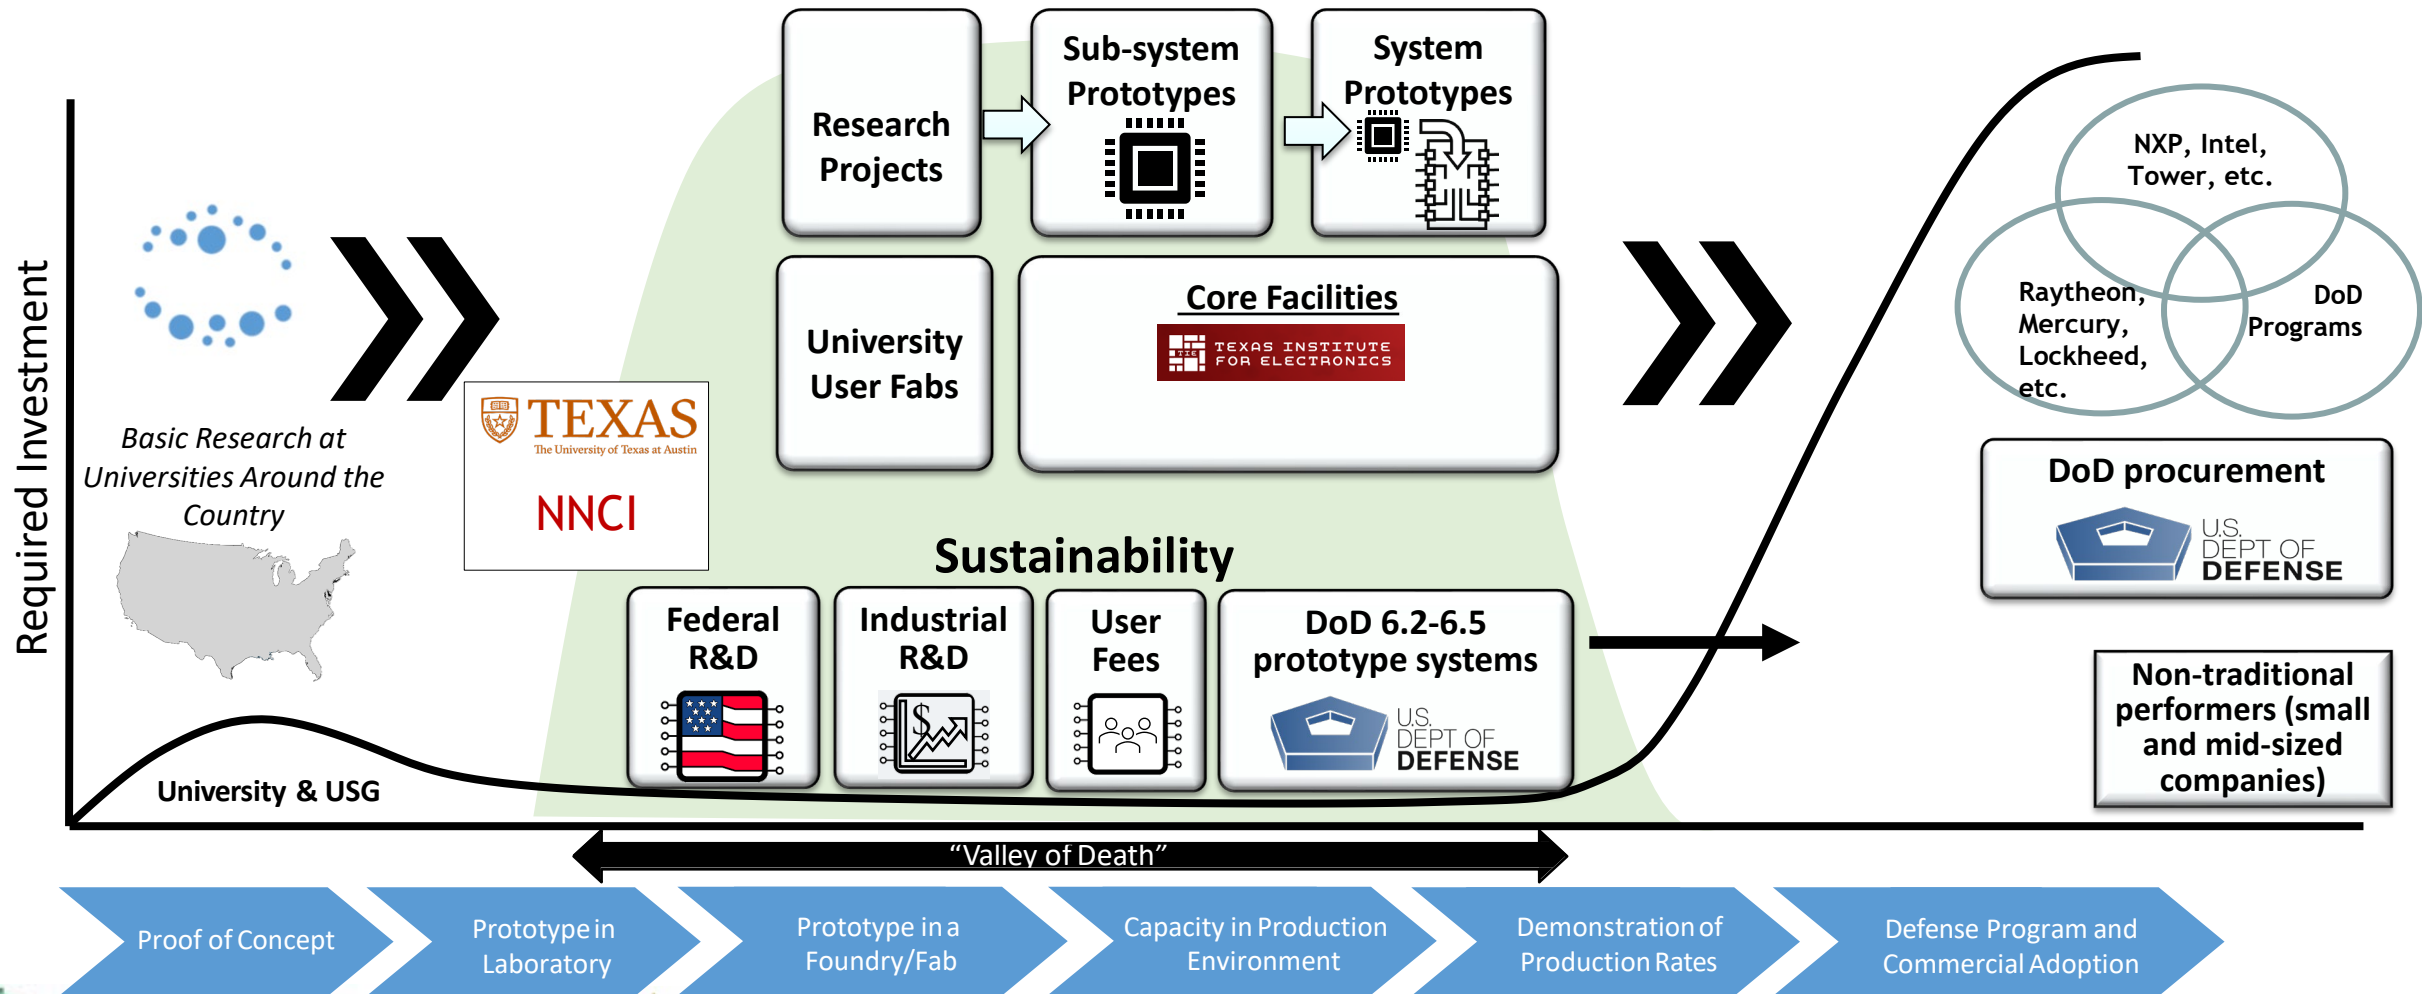 Required Investment
Basic Research at
Universities Around the
Country
University & USG
TEXAS
The University of Texas at Austin
NNCI
Research
Projects
Sub-system
Prototypes
System
Prototypes
University
User Fabs
Core Facilities
TIE
TEXAS INSTITUTE
FOR ELECTRONICS
Sustainability
Federal
R&D
Industrial
R&D
$
User
Fees
DoD 6.2-6.5
prototype systems
U.S.
DEPT OF
DEFENSE
NXP, Intel,
Tower, etc.
Raytheon,
Mercury,
Lockheed,
etc.
DoD
Programs
DoD procurement
U.S.
DEPT OF
DEFENSE
Non-traditional
performers (small
and mid-sized
companies)
“Valley of Death”
Proof of Concept
Prototype in
Laboratory
Prototype in a
Foundry/Fab
Capacity in Production
Environment
Demonstration of
Production Rates
Defense Program and
Commercial Adoption